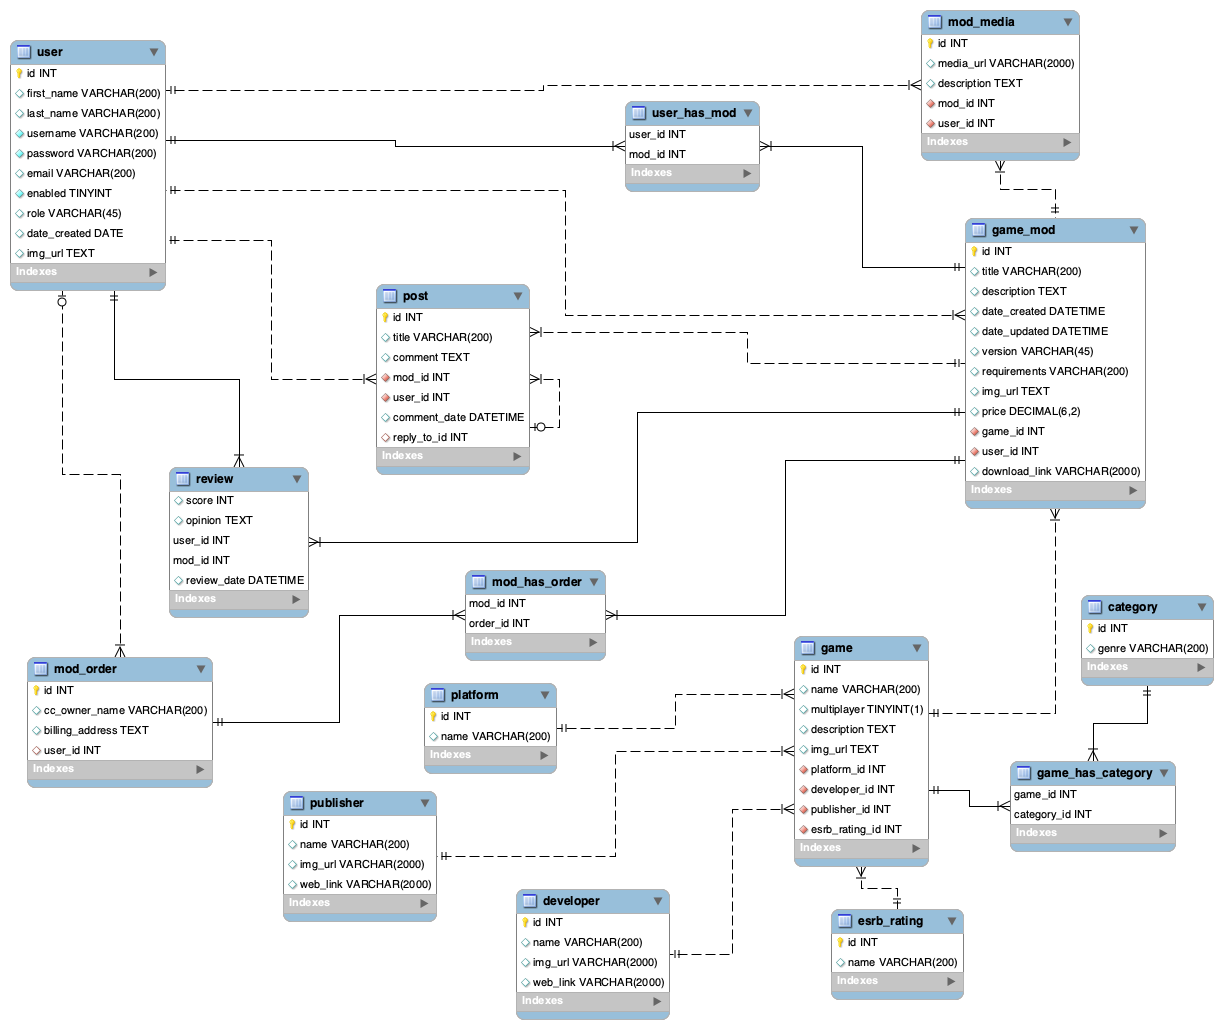 user
id INT
first_name VARCHAR(200)
last_name VARCHAR(200)
username VARCHAR(200)
password VARCHAR(200)
email VARCHAR(200)
enabled TINYINT
role VARCHAR(45)
date_created DATE
img_url TEXT
Indexes
mod_media
id INT
media_url VARCHAR(2000)
description TEXT
mod_id INT
user_id INT
Indexes
user_has_mod
user_id INT
mod_id INT
Indexes
game_mod
id INT
title VARCHAR(200)
description TEXT
date_created DATETIME
date_updated DATETIME
version VARCHAR(45)
requirements VARCHAR(200)
img_url TEXT
price DECIMAL(6,2)
game_id INT
user_id INT
download_link VARCHAR(2000)
Indexes
post
id INT
title VARCHAR(200)
comment TEXT
mod_id INT
user_id INT
comment_date DATETIME
reply_to_id INT
Indexes
review
score INT
opinion TEXT
user_id INT
mod_id INT
review_date DATETIME
Indexes
mod_has_order
mod_id INT
order_id INT
Indexes
category
id INT
genre VARCHAR(200)
Indexes
mod_order
id INT
cc_owner_name VARCHAR(200)
billing_address TEXT
user_id INT
Indexes
platform
id INT
name VARCHAR(200)
Indexes
game
id INT
name VARCHAR(200)
multiplayer TINYINT(1)
description TEXT
img_url TEXT
platform_id INT
developer_id INT
publisher_id INT
esrb_rating_id INT
Indexes
game_has_category
game_id INT
category_id INT
Indexes
publisher
id INT
name VARCHAR(200)
img_url VARCHAR(2000)
web_link VARCHAR(2000)
Indexes
developer
id INT
name VARCHAR(200)
img_url VARCHAR(2000)
web_link VARCHAR(2000)
Indexes
esrb_rating
id INT
name VARCHAR(200)
Indexes